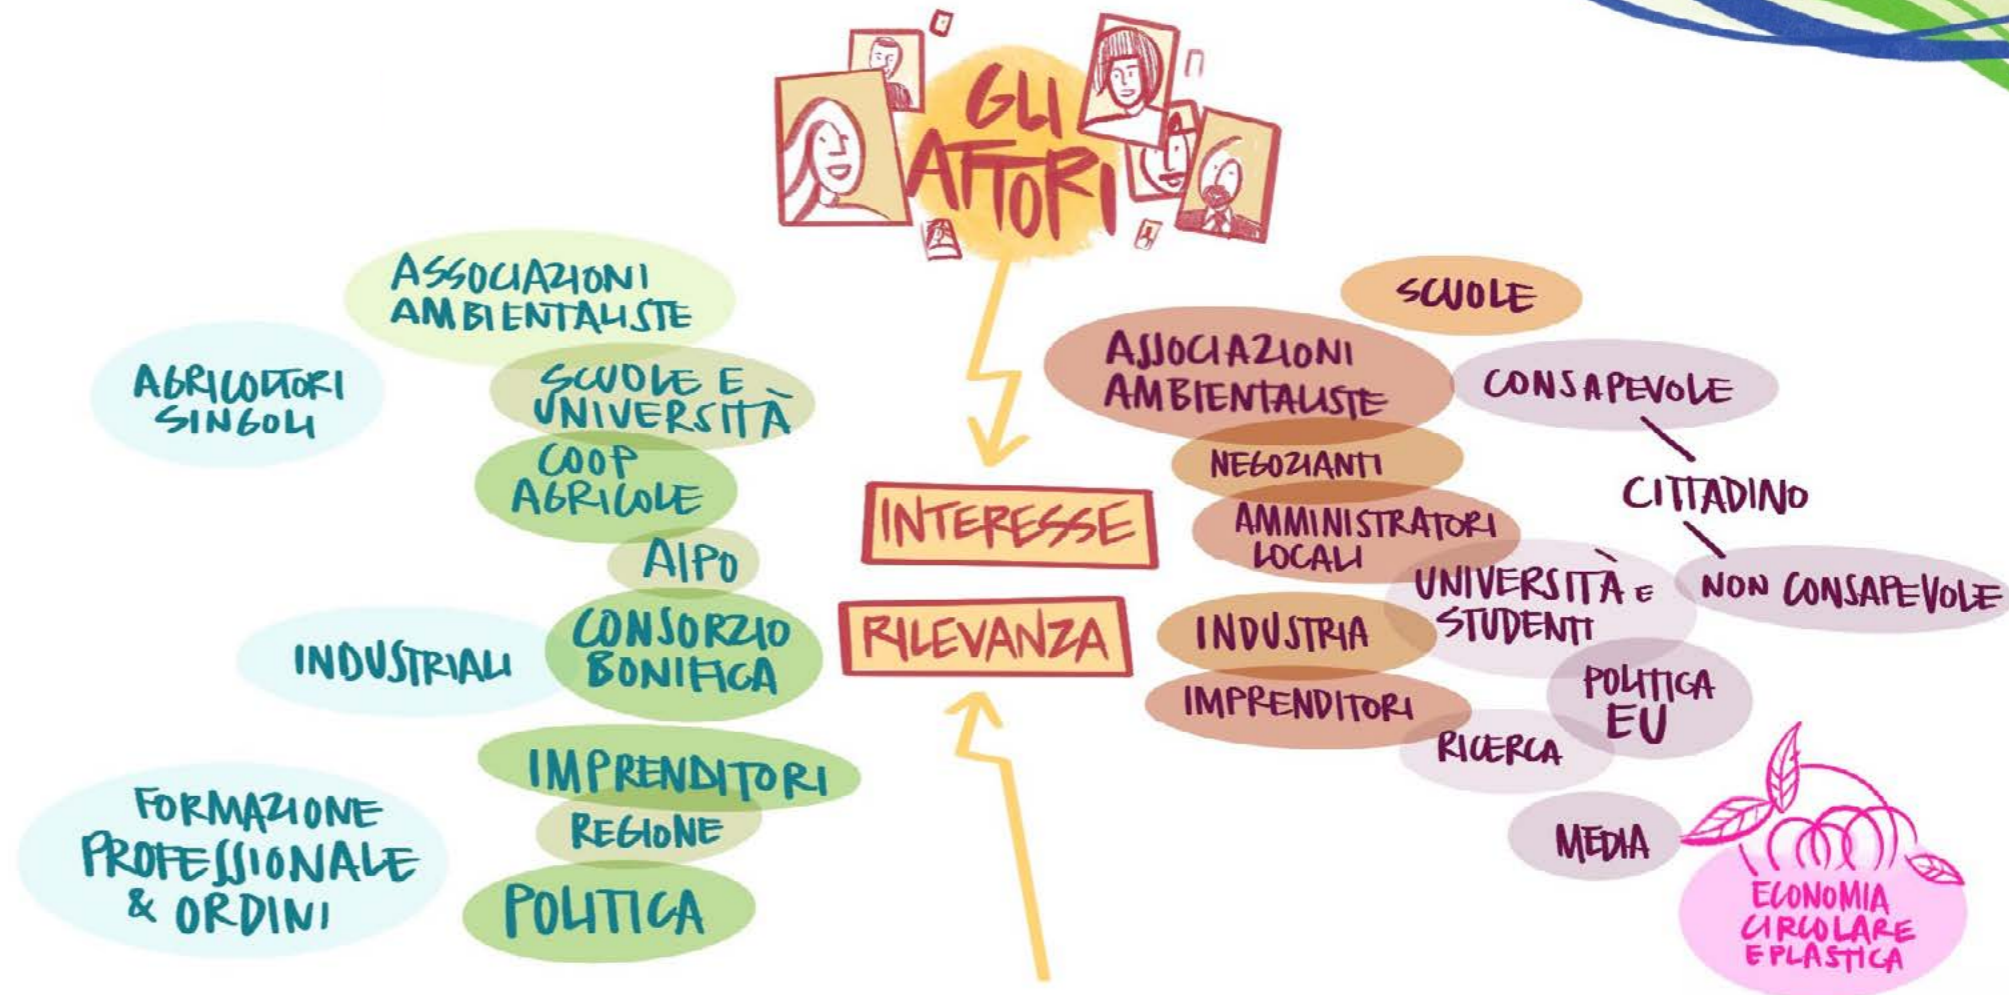 GLI
ATTORI
ASSOCIAZIONI
AMBIENTALISTE
AGRICOLTORI
SINGOLI
SCUOLE E
UNIVERSITÀ
COOP
AGRICOLE
AIPO
INDUSTRIALI
CONSORZIO
BONIFICA
IMPRENDITORI
REGIONE
FORMAZIONE
PROFESSIONALE
& ORDINI
POLITICA
INTERESSE
RILEVANZA
SCUOLE
ASSOCIAZIONI
AMBIENTALISTE
CONSAPEVOLE
NEGOZIANTI
CITTADINO
AMMINISTRATORI
LOCALI
NON CONSAPEVOLE
UNIVERSITÀ E
STUDENTI
INDUSTRIA
IMPRENDITORI
POLITICA
EU
RICERCA
MEDIA
ECONOMIA
CIRCOLARE
E PLASTICA